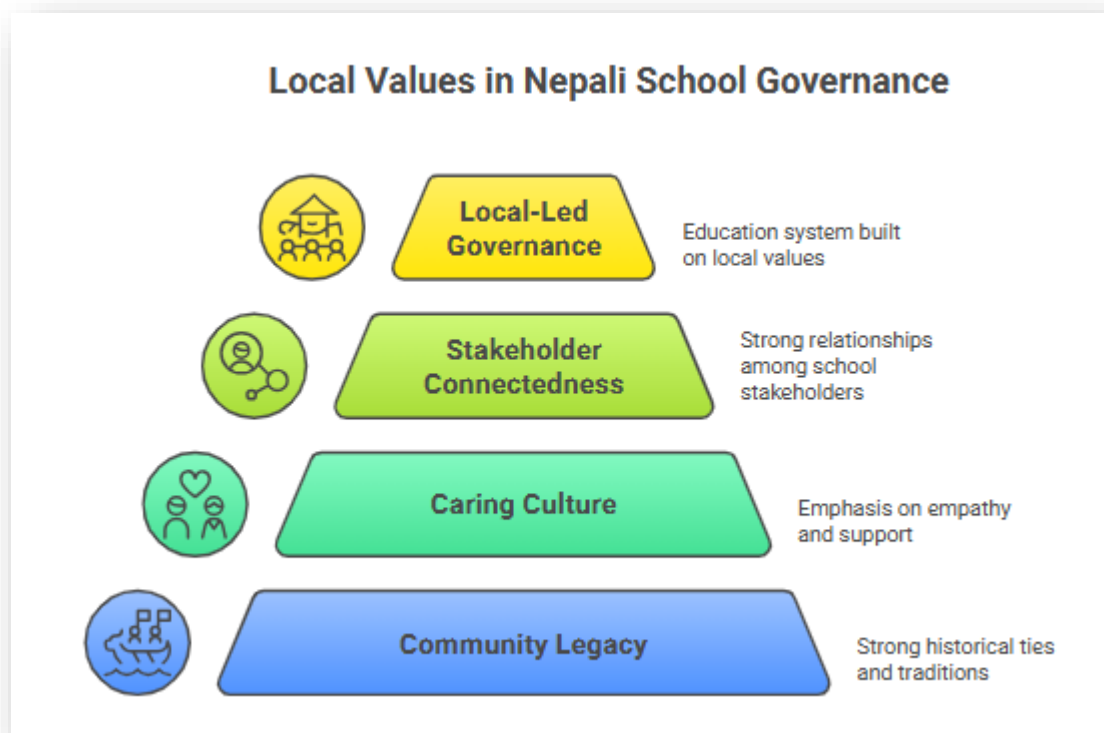 Local Values in Nepali School Governance
Local-Led
Governance
Education system built
on local values
Stakeholder
Connectedness
Strong relationships
among school
stakeholders
Caring Culture
Emphasis on empathy
and support
Community Legacy
Strong historical ties
and traditions